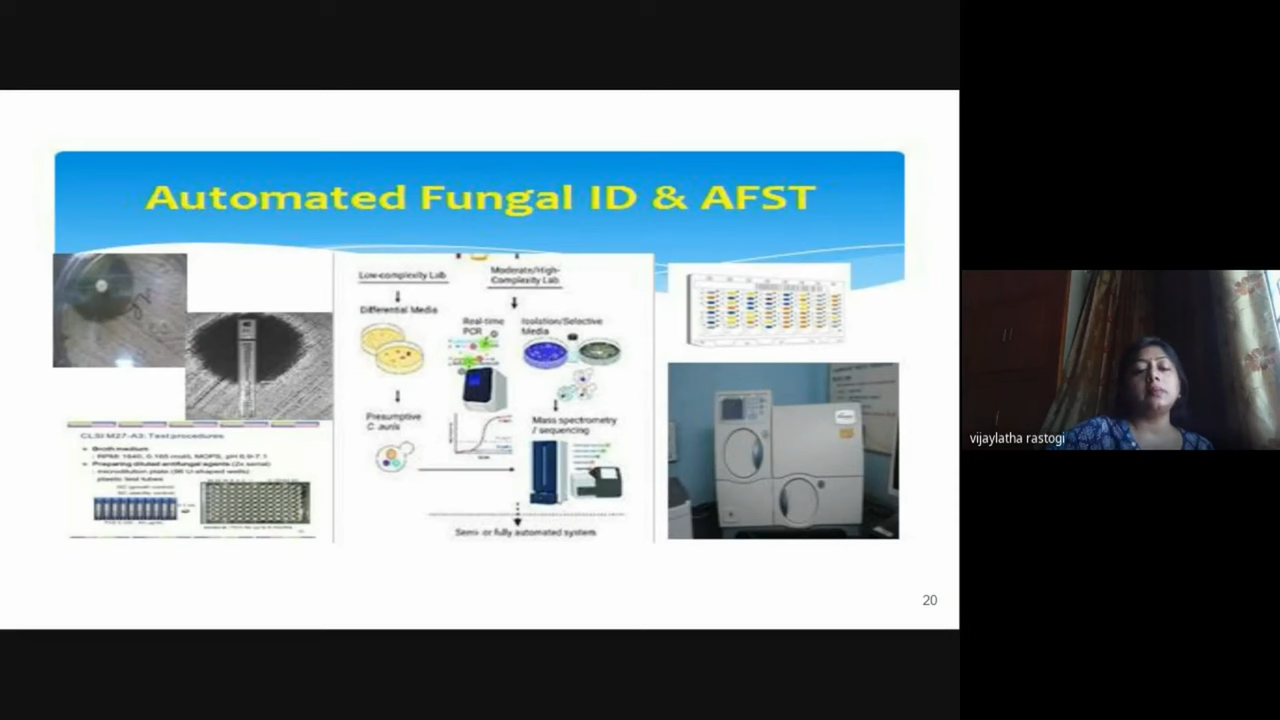 Automated Fungal ID & AFST
CLSI M27-A3: Test procedures
Broth medium
RPMI 1640, 0.165 mol/L MOPS, pH 6.9-7.1
Preparing diluted antifungal agents (2x serial)
microdilution plate (96 U-shaped wells)
plastic test tubes
Low-complexity Lab
Differential Media
Presumptive
C. auris
Moderate/High-
Complexity Lab
Real-time
PCR
Isolation/Selective
Media
Mass spectrometry
/ sequencing
Semi- or fully automated system
20
vijaylatha rastogi